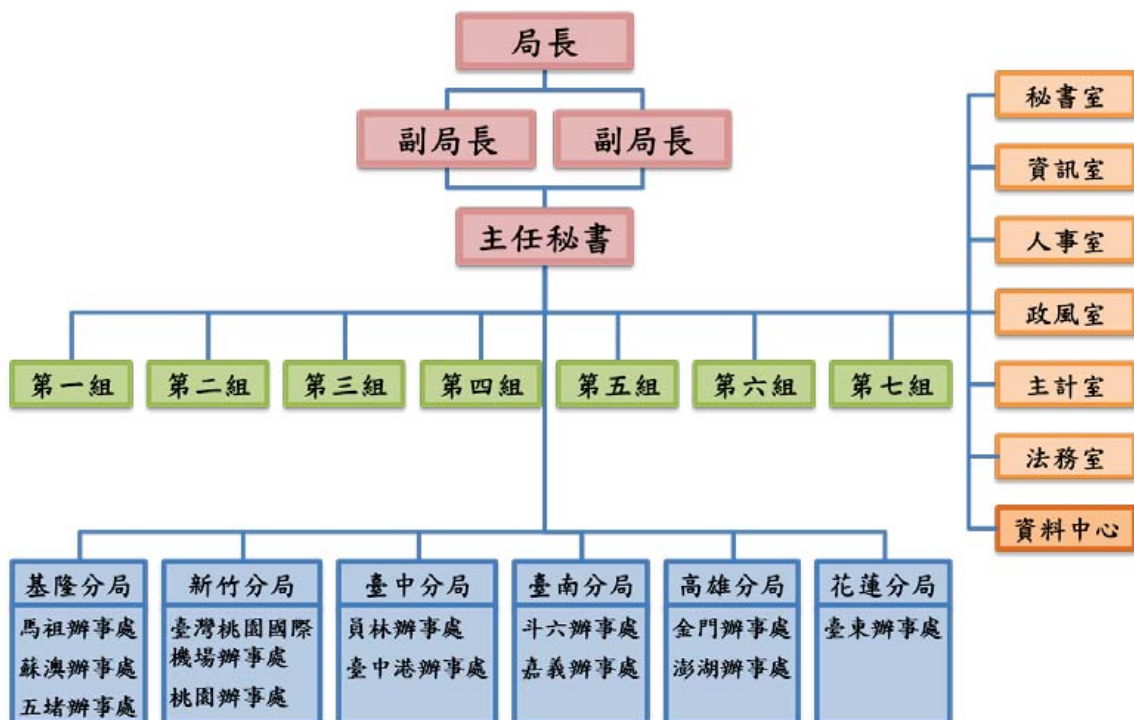 局長
副局長
副局長
主任秘書
秘書室
資訊室
人事室
政風室
主計室
法務室
資料中心
第一組
第二組
第三組
第四組
第五組
第六組
第七組
基隆分局
馬祖辦事處
蘇澳辦事處
五堵辦事處
新竹分局
臺灣桃園國際
機場辦事處
桃園辦事處
臺中分局
員林辦事處
臺中港辦事處
臺南分局
斗六辦事處
嘉義辦事處
高雄分局
金門辦事處
澎湖辦事處
花蓮分局
臺東辦事處